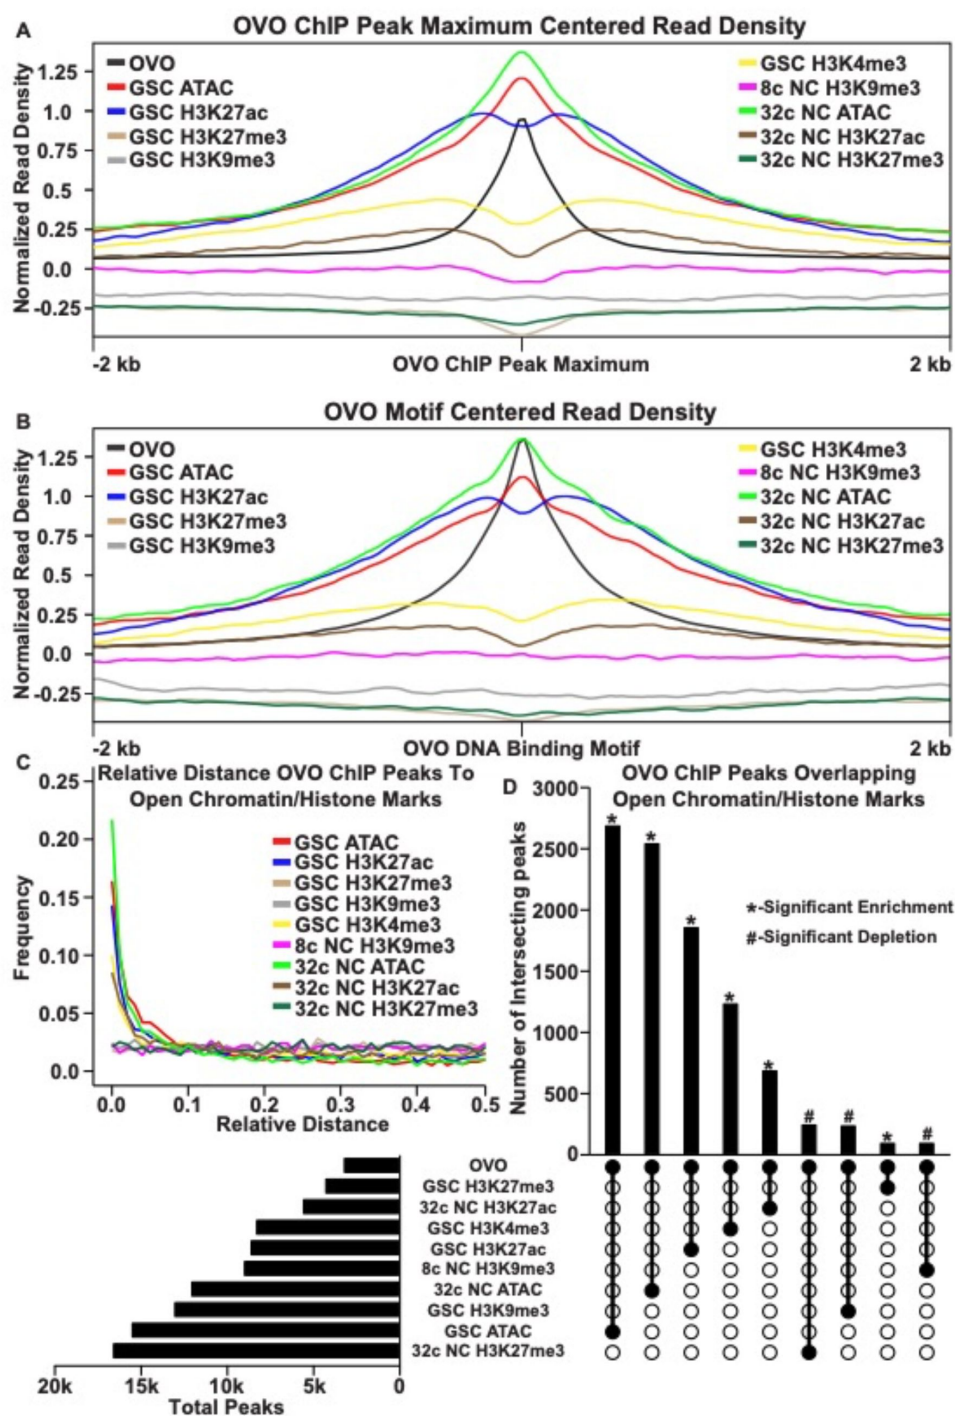 A
OVO ChIP Peak Maximum Centered Read Density
Normalized Read Density
1.25
1.0
0.75
0.5
0.25
0.0
-0.25
OVO
GSC ATAC
GSC H3K27ac
GSC H3K27me3
GSC H3K9me3
GSC H3K4me3
8c NC H3K9me3
32c NC ATAC
32c NC H3K27ac
32c NC H3K27me3
-2 kb
OVO ChIP Peak Maximum
2 kb
B
OVO Motif Centered Read Density
Normalized Read Density
1.25
1.0
0.75
0.5
0.25
0.0
-0.25
OVO
GSC ATAC
GSC H3K27ac
GSC H3K27me3
GSC H3K9me3
GSC H3K4me3
8c NC H3K9me3
32c NC ATAC
32c NC H3K27ac
32c NC H3K27me3
-2 kb
OVO DNA Binding Motif
2 kb
C
Relative Distance OVO ChIP Peaks To
Open Chromatin/Histone Marks
Frequency
0.25
0.20
0.15
0.10
0.05
0.0
GSC ATAC
GSC H3K27ac
GSC H3K27me3
GSC H3K9me3
GSC H3K4me3
8c NC H3K9me3
32c NC ATAC
32c NC H3K27ac
32c NC H3K27me3
0.0 0.1 0.2 0.3 0.4 0.5
Relative Distance
D
OVO ChIP Peaks Overlapping
Open Chromatin/Histone Marks
Number of Intersecting peaks
3000
2500
2000
1500
1000
500
0
* * * * * # # * #
*-Significant Enrichment
#-Significant Depletion
OVO
GSC H3K27me3
32c NC H3K27ac
GSC H3K4me3
GSC H3K27ac
8c NC H3K9me3
32c NC ATAC
GSC H3K9me3
GSC ATAC
32c NC H3K27me3
20k 15k 10k 5k 0
Total Peaks